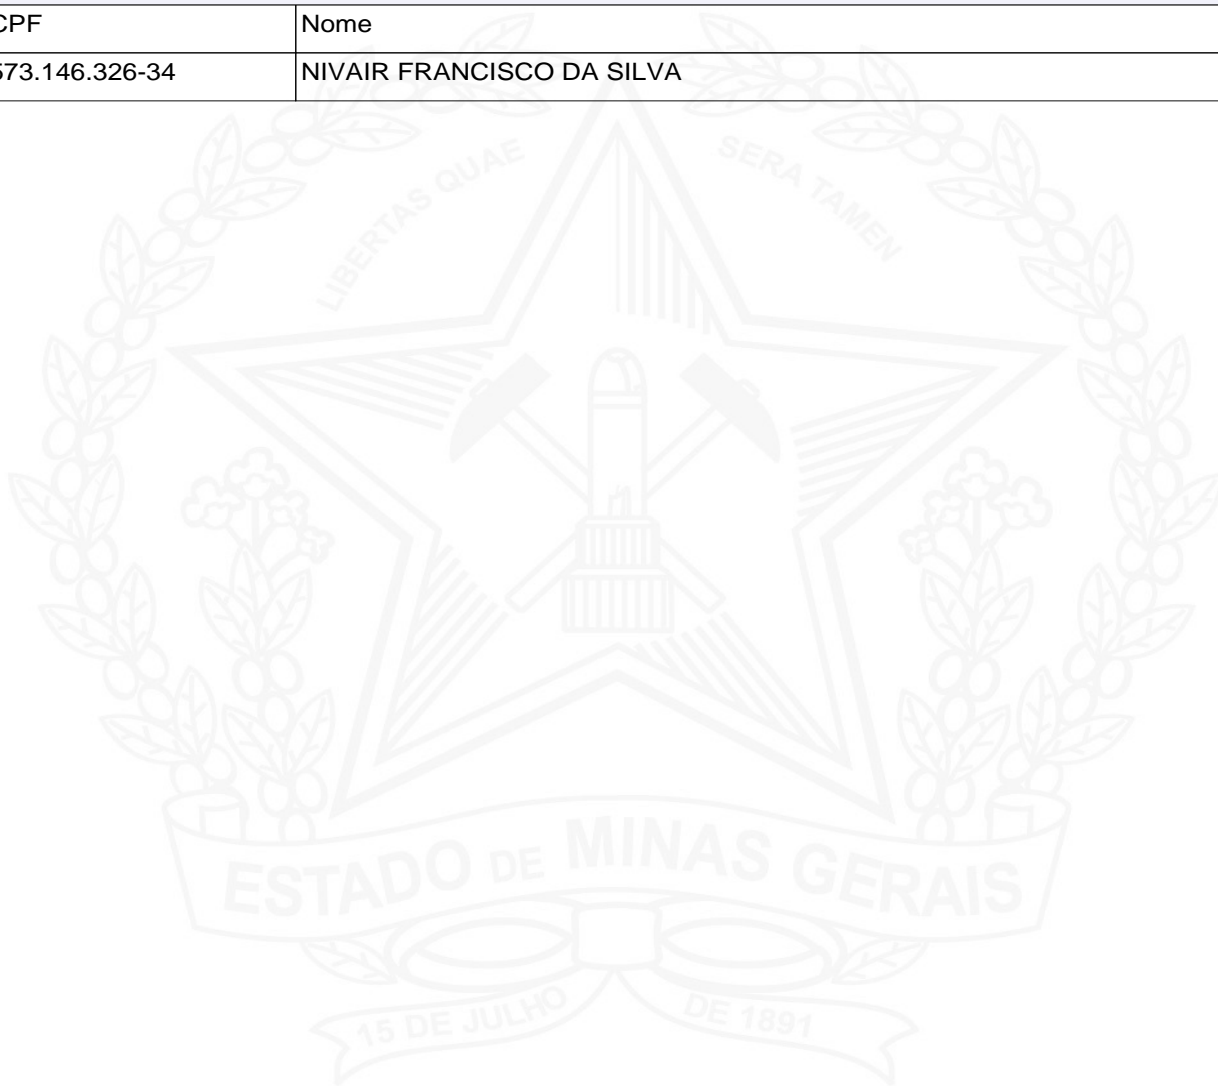 CPF Nome
573.146.326-34 NIVAIR FRANCISCO DA SILVA
LIBERTAS QUAE SERA TAMEN
ESTADO DE MINAS GERAIS
15 DE JULHO DE 1891